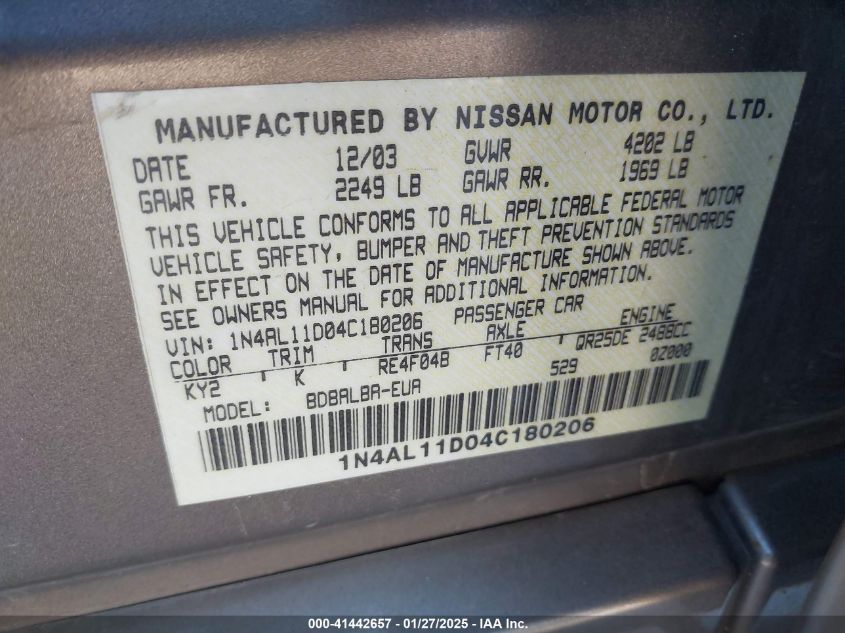 MANUFACTURED BY NISSAN MOTOR CO., LTD.
DATE 12/03 GVWR 4202 LB
GAWR FR. 2249 LB GAWR RR. 1969 LB
THIS VEHICLE CONFORMS TO ALL APPLICABLE FEDERAL MOTOR
VEHICLE SAFETY, BUMPER AND THEFT PREVENTION STANDARDS
IN EFFECT ON THE DATE OF MANUFACTURE SHOWN ABOVE.
SEE OWNERS MANUAL FOR ADDITIONAL INFORMATION.
VIN: 1N4AL11D04C180206 PASSENGER CAR
COLOR TRIM TRANS AXLE ENGINE
KY2 K RE4F04B FT40 QR25DE 2488CC
MODEL: BDBALBA-EUA 529 0Z000
1N4AL11D04C180206
000-41442657 — 01/27/2025 — IAA Inc.